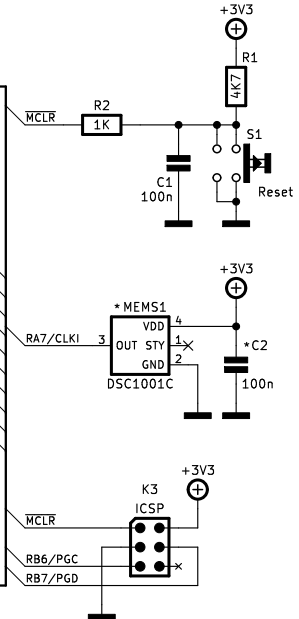 +3V3
R1
4K7
R2
1K
MCLR
S1
C1
100n
Reset
+3V3
*MEMS1
VDD 4
RA7/CLKI 3 OUT STY 1
GND 2
DSC1001C
*C2
100n
+3V3
K3
ICSP
MCLR
RB6/PGC
RB7/PGD